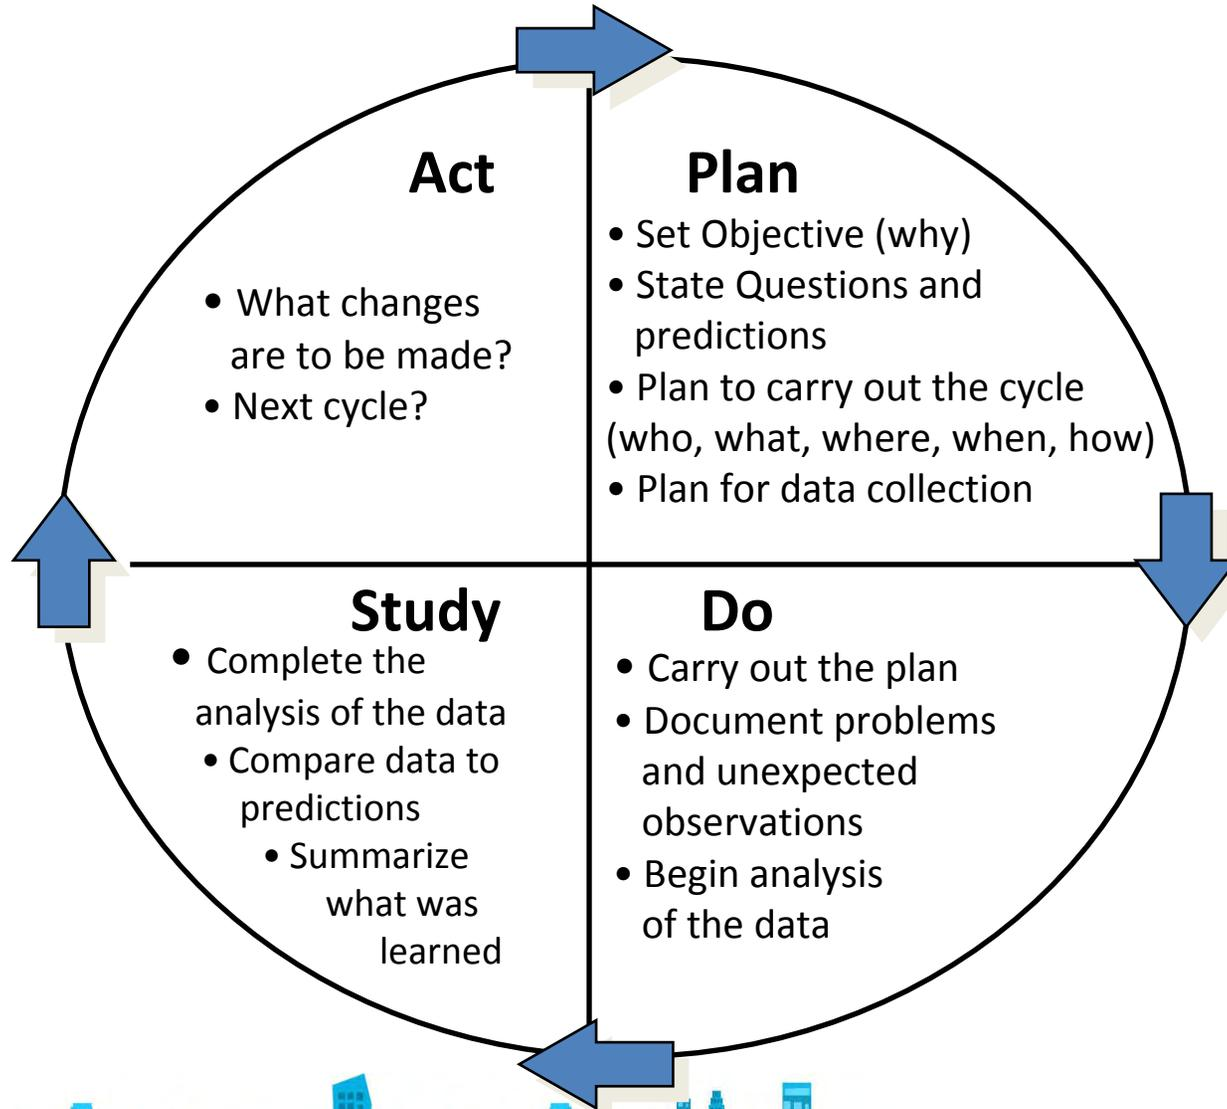 Act
• What changes
are to be made?
• Next cycle?
Plan
• Set Objective (why)
• State Questions and
predictions
• Plan to carry out the cycle
(who, what, where, when, how)
• Plan for data collection
Study
• Complete the
analysis of the data
• Compare data to
predictions
• Summarize
what was
learned
Do
• Carry out the plan
• Document problems
and unexpected
observations
• Begin analysis
of the data